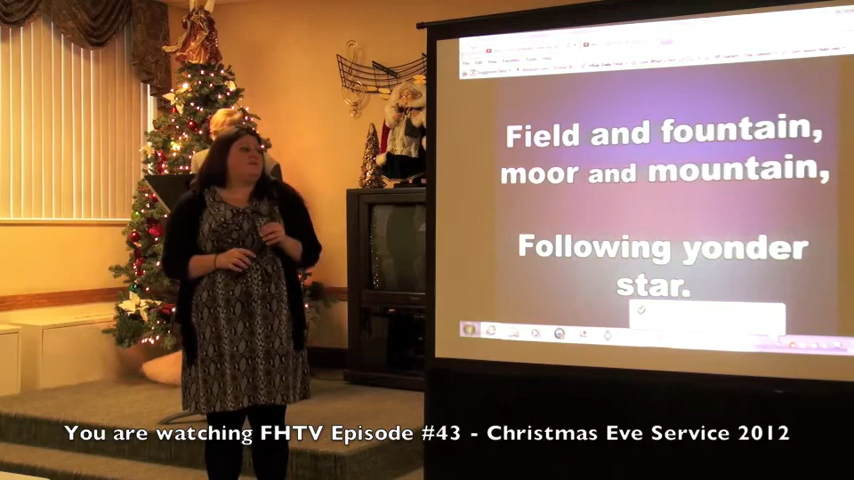 Field and fountain,
moor and mountain,
Following yonder
star.
You are watching FHTV Episode #43 - Christmas Eve Service 2012